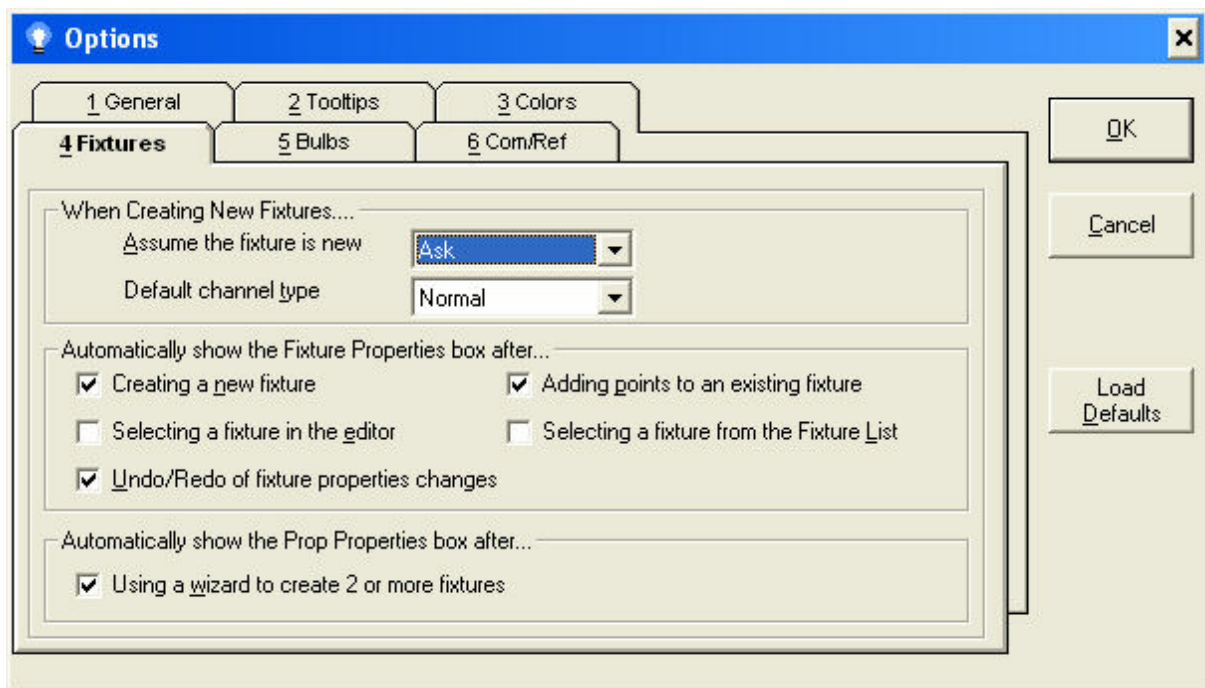 Options
1 General
2 Tooltips
3 Colors
4 Fixtures
5 Bulbs
6 Com/Ref
OK
Cancel
Load
Defaults
When Creating New Fixtures....
Assume the fixture is new
Ask
Default channel type
Normal
Automatically show the Fixture Properties box after...
Creating a new fixture
Adding points to an existing fixture
Selecting a fixture in the editor
Selecting a fixture from the Fixture List
Undo/Redo of fixture properties changes
Automatically show the Prop Properties box after...
Using a wizard to create 2 or more fixtures